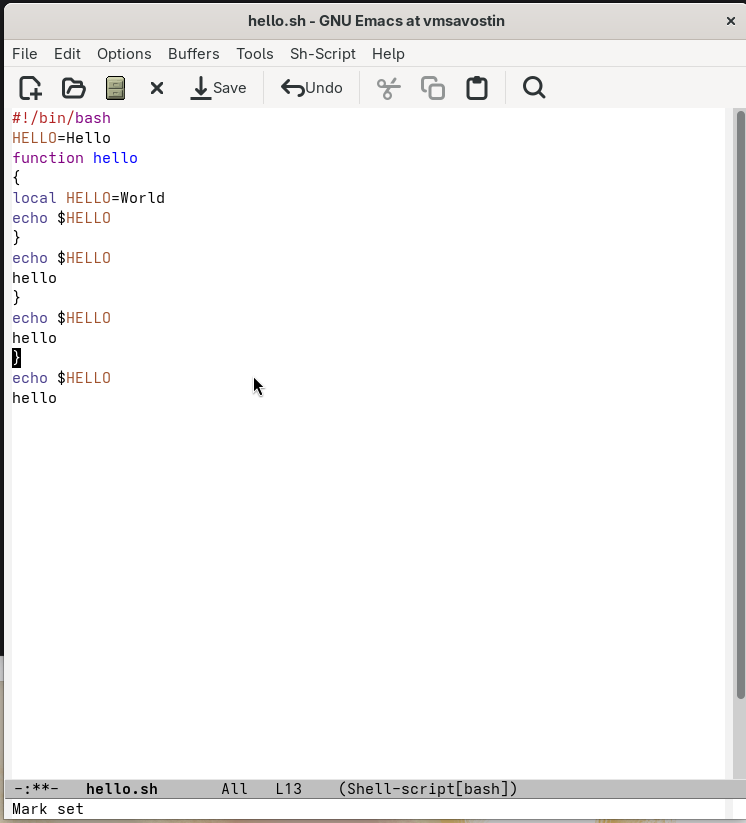 hello.sh - GNU Emacs at vmsavostin
File Edit Options Buffers Tools Sh-Script Help
Save Undo
#!/bin/bash
HELLO=Hello
function hello
{
local HELLO=World
echo $HELLO
}
echo $HELLO
hello
}
echo $HELLO
hello
}
echo $HELLO
hello
-:**- hello.sh All L13 (Shell-script[bash])
Mark set